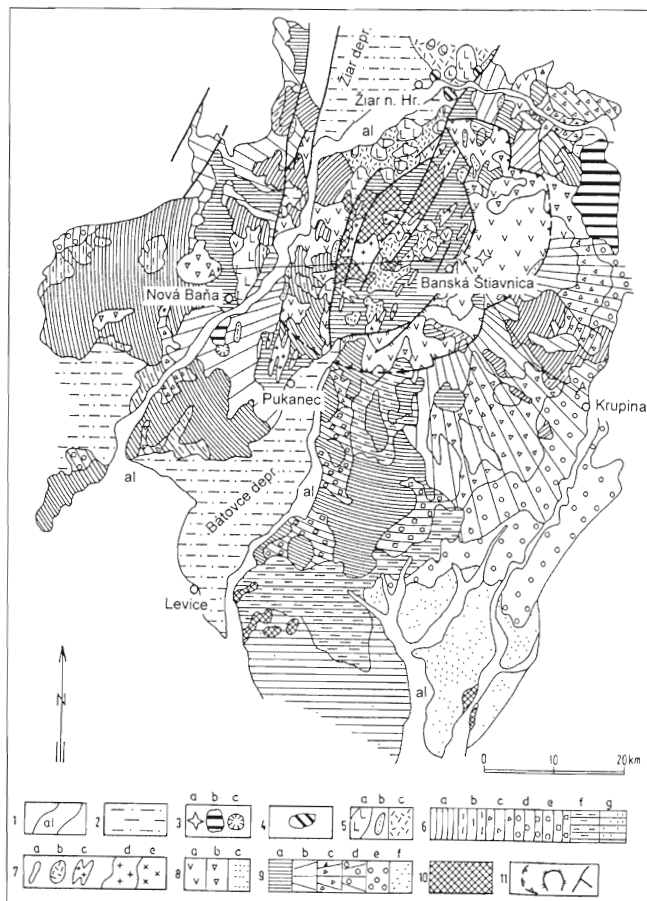 Žiar depr.
Žiar n. Hr.
al
L
Banská Štiavnica
Nová Baňa
Pukanec
Krupina
al
Bátovce depr.
al
Levice
al
N
0 10 20 km
a b c a b c a b c d e f g
1 al 2 3 4 5 L 6
a b c d e a b c a b c d e f
7 8 9 10 11